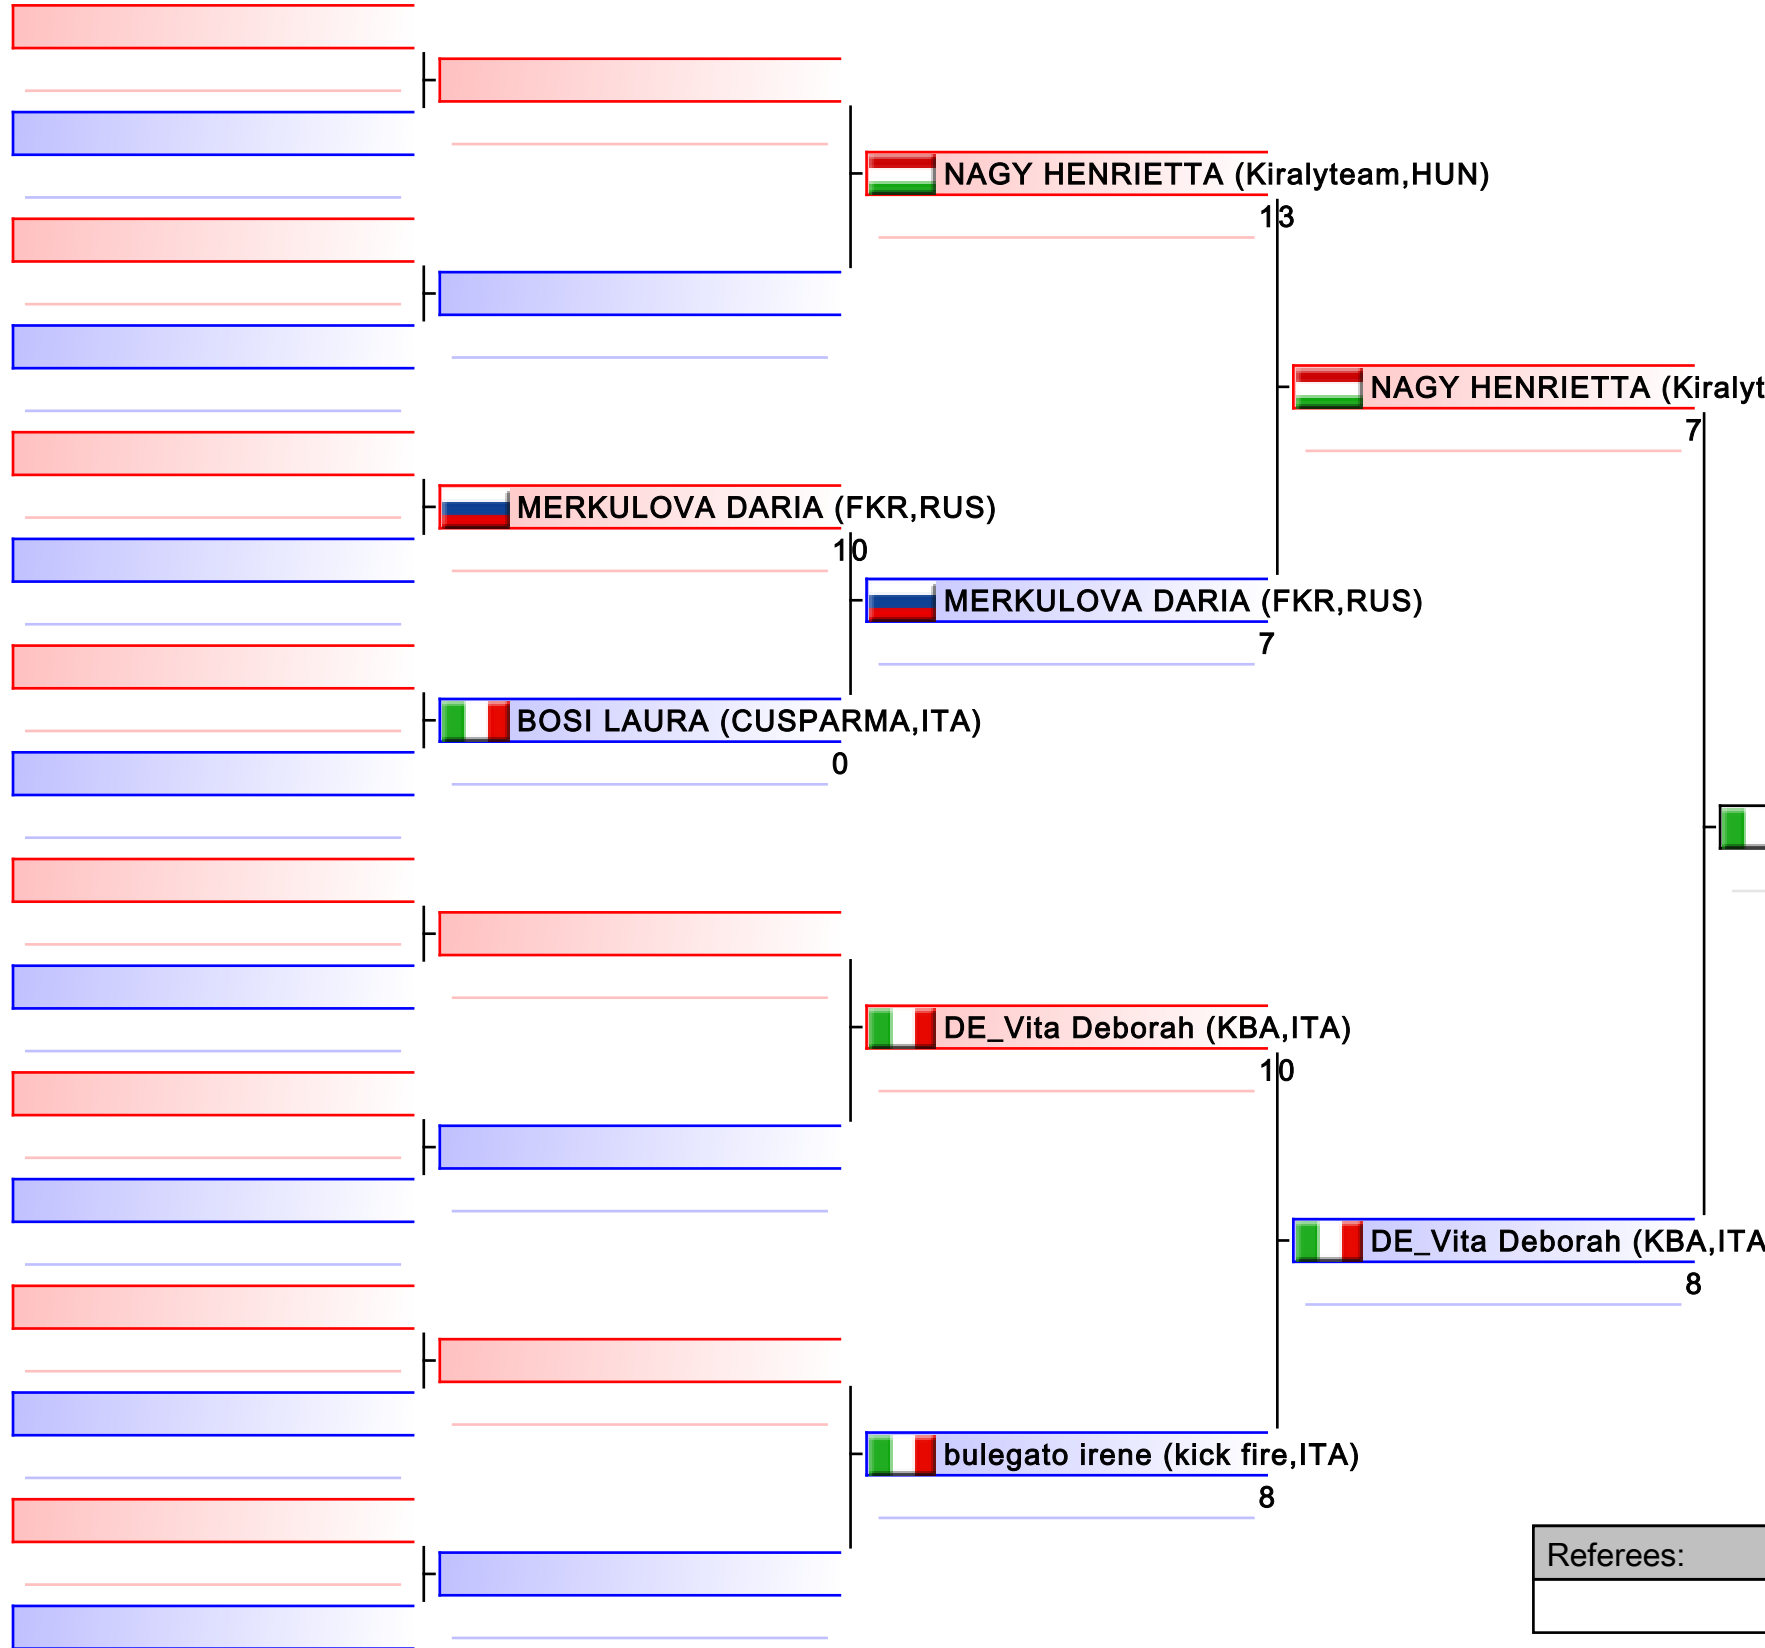 NAGY HENRIETTA (Kiralyteam,HUN)
13
NAGY HENRIETTA (Kiralyt
7
MERKULOVA DARIA (FKR,RUS)
10
MERKULOVA DARIA (FKR,RUS)
7
BOSI LAURA (CUSPARMA,ITA)
0
DE_Vita Deborah (KBA,ITA)
10
DE_Vita Deborah (KBA,ITA
8
bulegato irene (kick fire,ITA)
8
Referees: